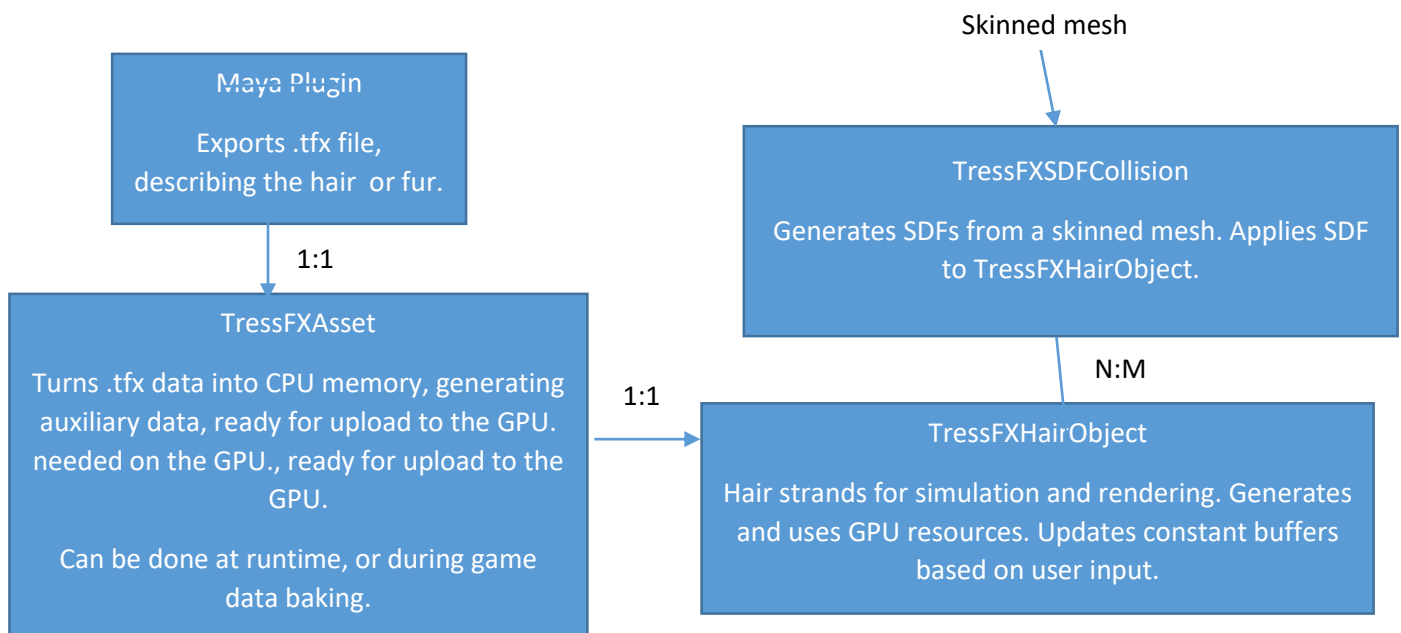 Skinned mesh
Maya Plugin
Exports .tfx file,
describing the hair or fur.
TressFXSDFCollision
Generates SDFs from a skinned mesh. Applies SDF
to TressFXHairObject.
1:1
TressFXAsset
Turns .tfx data into CPU memory, generating
auxiliary data, ready for upload to the GPU.
needed on the GPU., ready for upload to the
GPU.
Can be done at runtime, or during game
data baking.
1:1
N:M
TressFXHairObject
Hair strands for simulation and rendering. Generates
and uses GPU resources. Updates constant buffers
based on user input.